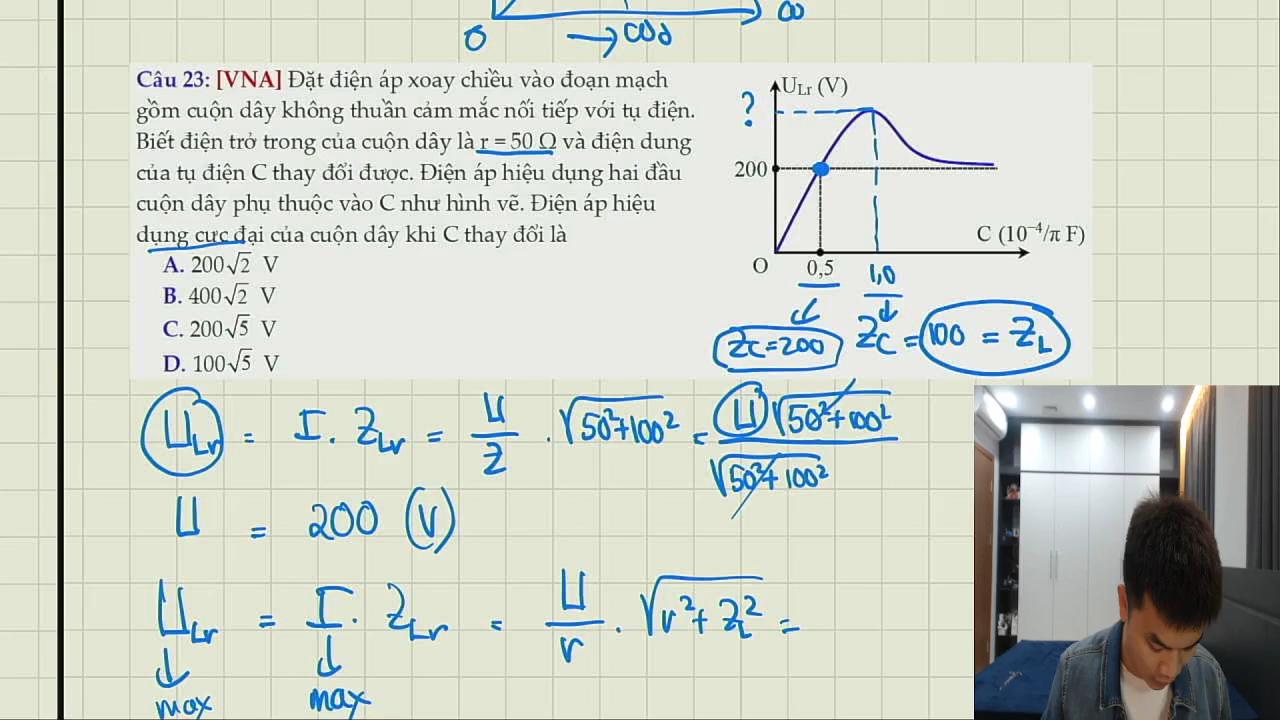 O → cosφ ∞
Câu 23: [VNA] Đặt điện áp xoay chiều vào đoạn mạch
gồm cuộn dây không thuần cảm mắc nối tiếp với tụ điện.
Biết điện trở trong của cuộn dây là r = 50 Ω và điện dung
của tụ điện C thay đổi được. Điện áp hiệu dụng hai đầu
cuộn dây phụ thuộc vào C như hình vẽ. Điện áp hiệu
dụng cực đại của cuộn dây khi C thay đổi là
A. 200√2 V
B. 400√2 V
C. 200√5 V
D. 100√5 V
U_Lr (V)
?
200
C (10⁻⁴/π F)
O 0,5 1,0
Z_C = 200
Z_C = 100 = Z_L
U_Lr = I. Z_Lr = U/Z . √(50²+100²) = U√(50²+100²)/√(50²+100²)
U = 200 (V)
U_Lr = I. Z_Lr = U/r . √(r²+Z_L²) =
↓ max ↓ max